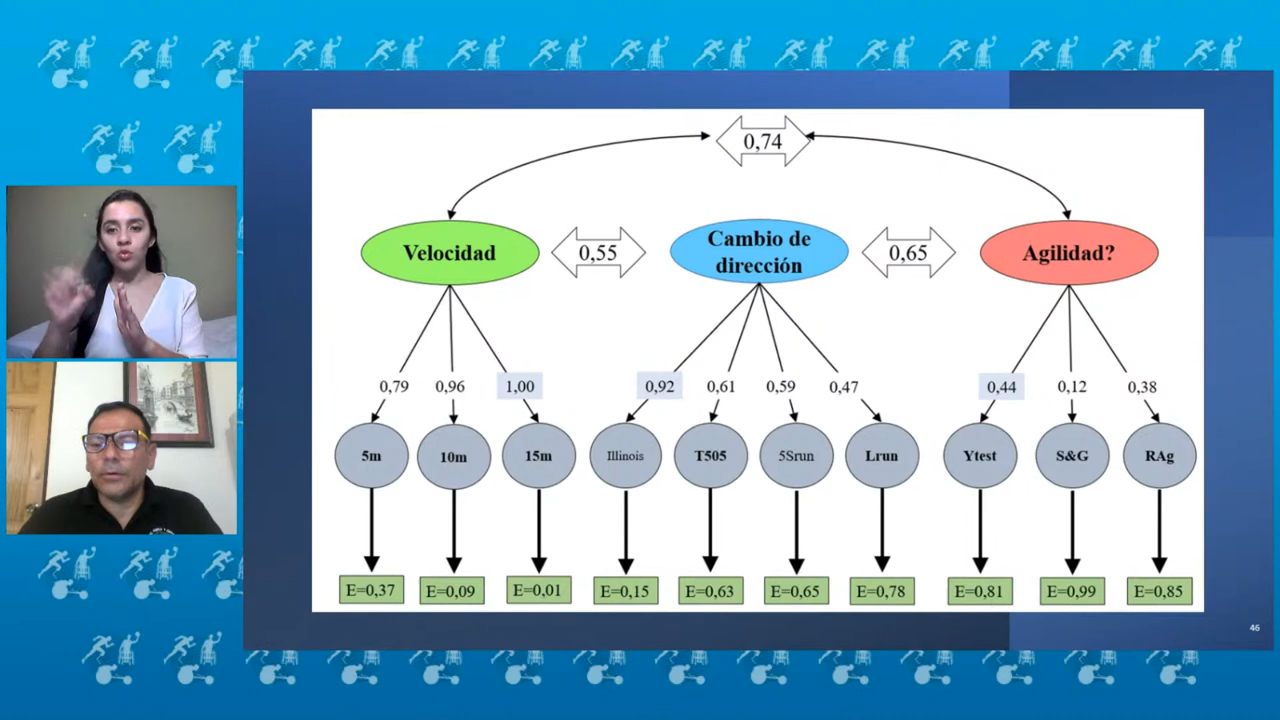 0,74
Velocidad
0,55
Cambio de
dirección
0,65
Agilidad?
0,79 0,96 1,00 0,92 0,61 0,59 0,47 0,44 0,12 0,38
5m 10m 15m Illinois T505 5Srun Lrun Ytest S&G RAg
E=0,37 E=0,09 E=0,01 E=0,15 E=0,63 E=0,65 E=0,78 E=0,81 E=0,99 E=0,85
46